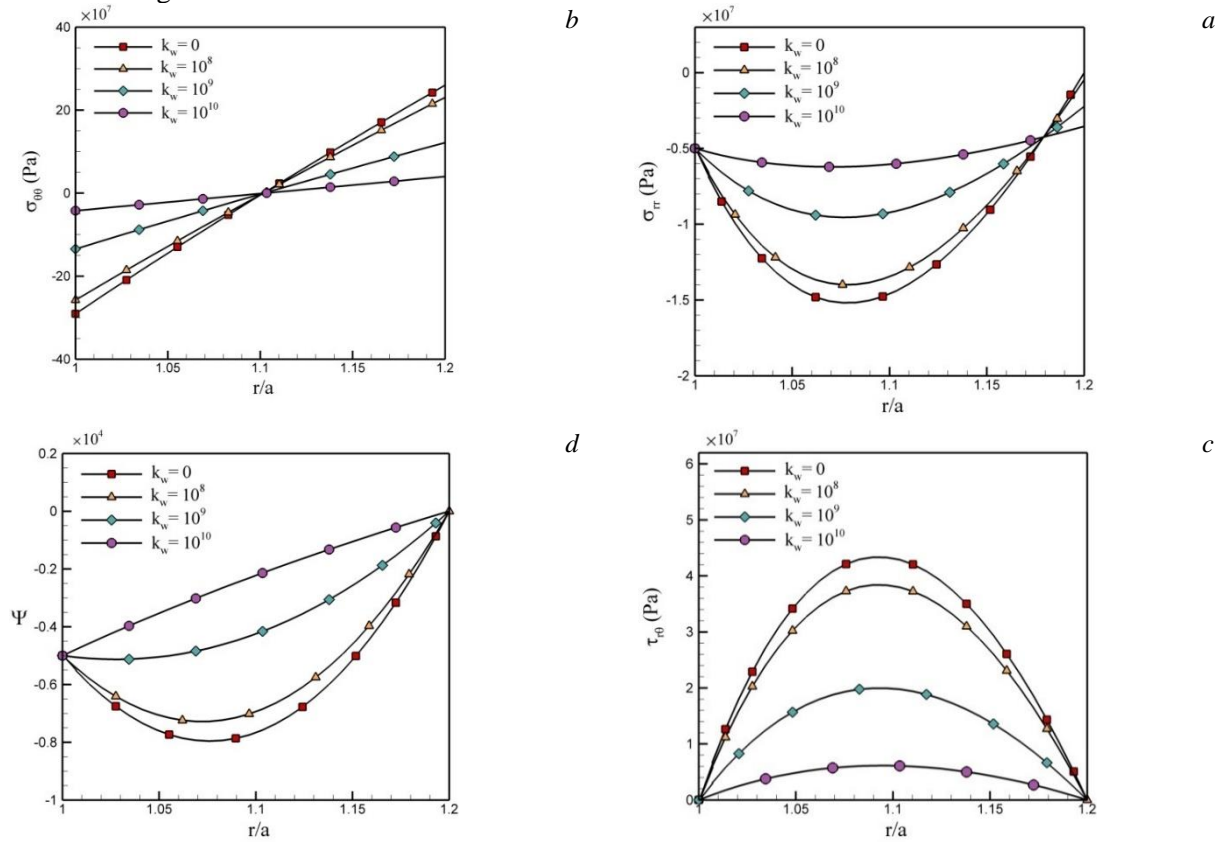 b
×10⁷
k_w = 0
k_w = 10⁸
k_w = 10⁹
k_w = 10¹⁰
σ_θθ (Pa)
40
20
0
-20
-40
1 1.05 1.1 1.15 1.2
r/a
a
×10⁷
k_w = 0
k_w = 10⁸
k_w = 10⁹
k_w = 10¹⁰
σ_rr (Pa)
0
-0.5
-1
-1.5
-2
1 1.05 1.1 1.15 1.2
r/a
d
×10⁴
k_w = 0
k_w = 10⁸
k_w = 10⁹
k_w = 10¹⁰
Ψ
0.2
0
-0.2
-0.4
-0.6
-0.8
-1
1 1.05 1.1 1.15 1.2
r/a
c
×10⁷
k_w = 0
k_w = 10⁸
k_w = 10⁹
k_w = 10¹⁰
τ_rθ (Pa)
6
5
4
3
2
1
0
1 1.05 1.1 1.15 1.2
r/a